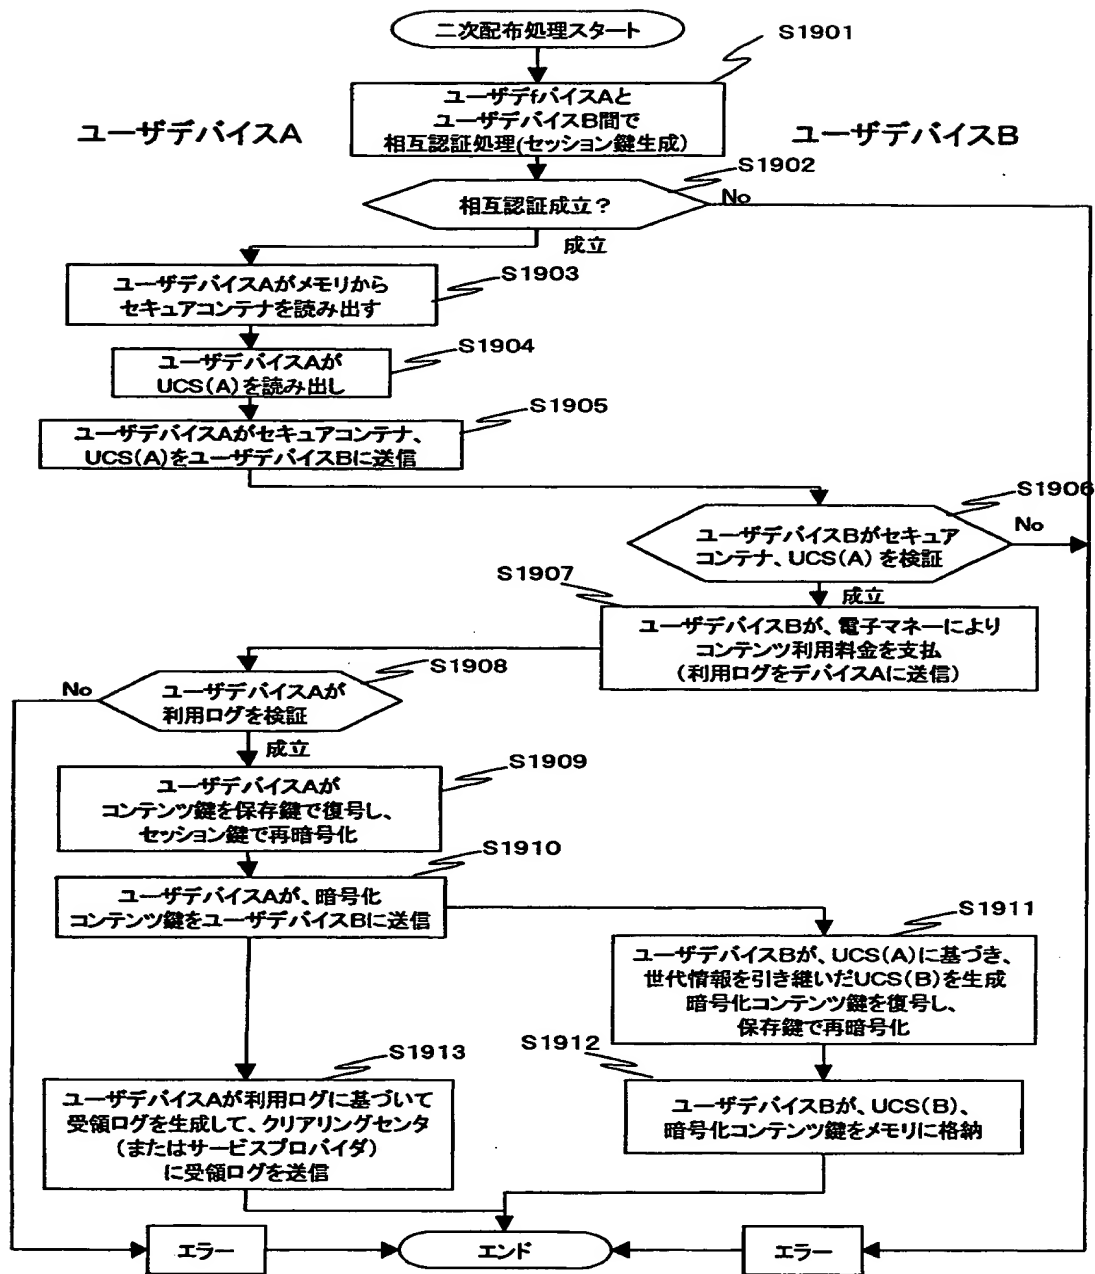 二次配布処理スタート
S1901
ユーザデfバイスAと
ユーザデバイスB間で
相互認証処理(セッション鍵生成)
ユーザデバイスA
ユーザデバイスB
S1902
相互認証成立？
No
成立
S1903
ユーザデバイスAがメモリから
セキュアコンテナを読み出す
S1904
ユーザデバイスAが
UCS(A)を読み出し
S1905
ユーザデバイスAがセキュアコンテナ、
UCS(A)をユーザデバイスBに送信
S1906
ユーザデバイスBがセキュア
コンテナ、UCS(A)を検証
No
成立
S1907
ユーザデバイスBが、電子マネーにより
コンテンツ利用料金を支払
(利用ログをデバイスAに送信)
S1908
No
ユーザデバイスAが
利用ログを検証
成立
S1909
ユーザデバイスAが
コンテンツ鍵を保存鍵で復号し、
セッション鍵で再暗号化
S1910
ユーザデバイスAが、暗号化
コンテンツ鍵をユーザデバイスBに送信
S1911
ユーザデバイスBが、UCS(A)に基づき、
世代情報を引き継いだUCS(B)を生成
暗号化コンテンツ鍵を復号し、
保存鍵で再暗号化
S1912
ユーザデバイスBが、UCS(B)、
暗号化コンテンツ鍵をメモリに格納
S1913
ユーザデバイスAが利用ログに基づいて
受領ログを生成して、クリアリングセンタ
(またはサービスプロバイダ)
に受領ログを送信
エラー
エンド
エラー